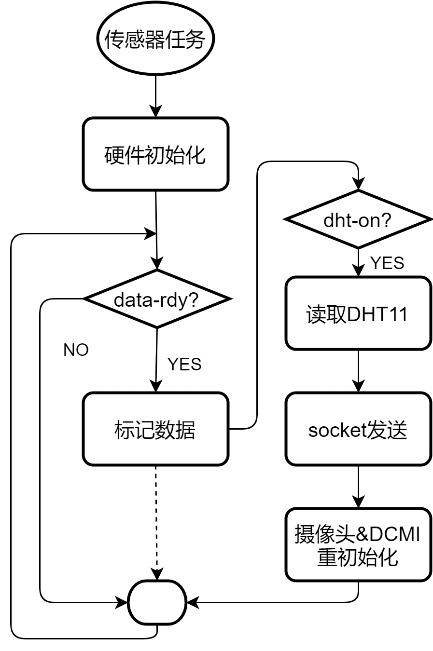 传感器任务
硬件初始化
data-rdy?
NO
YES
标记数据
dht-on?
YES
读取DHT11
socket发送
摄像头&DCMI
重初始化